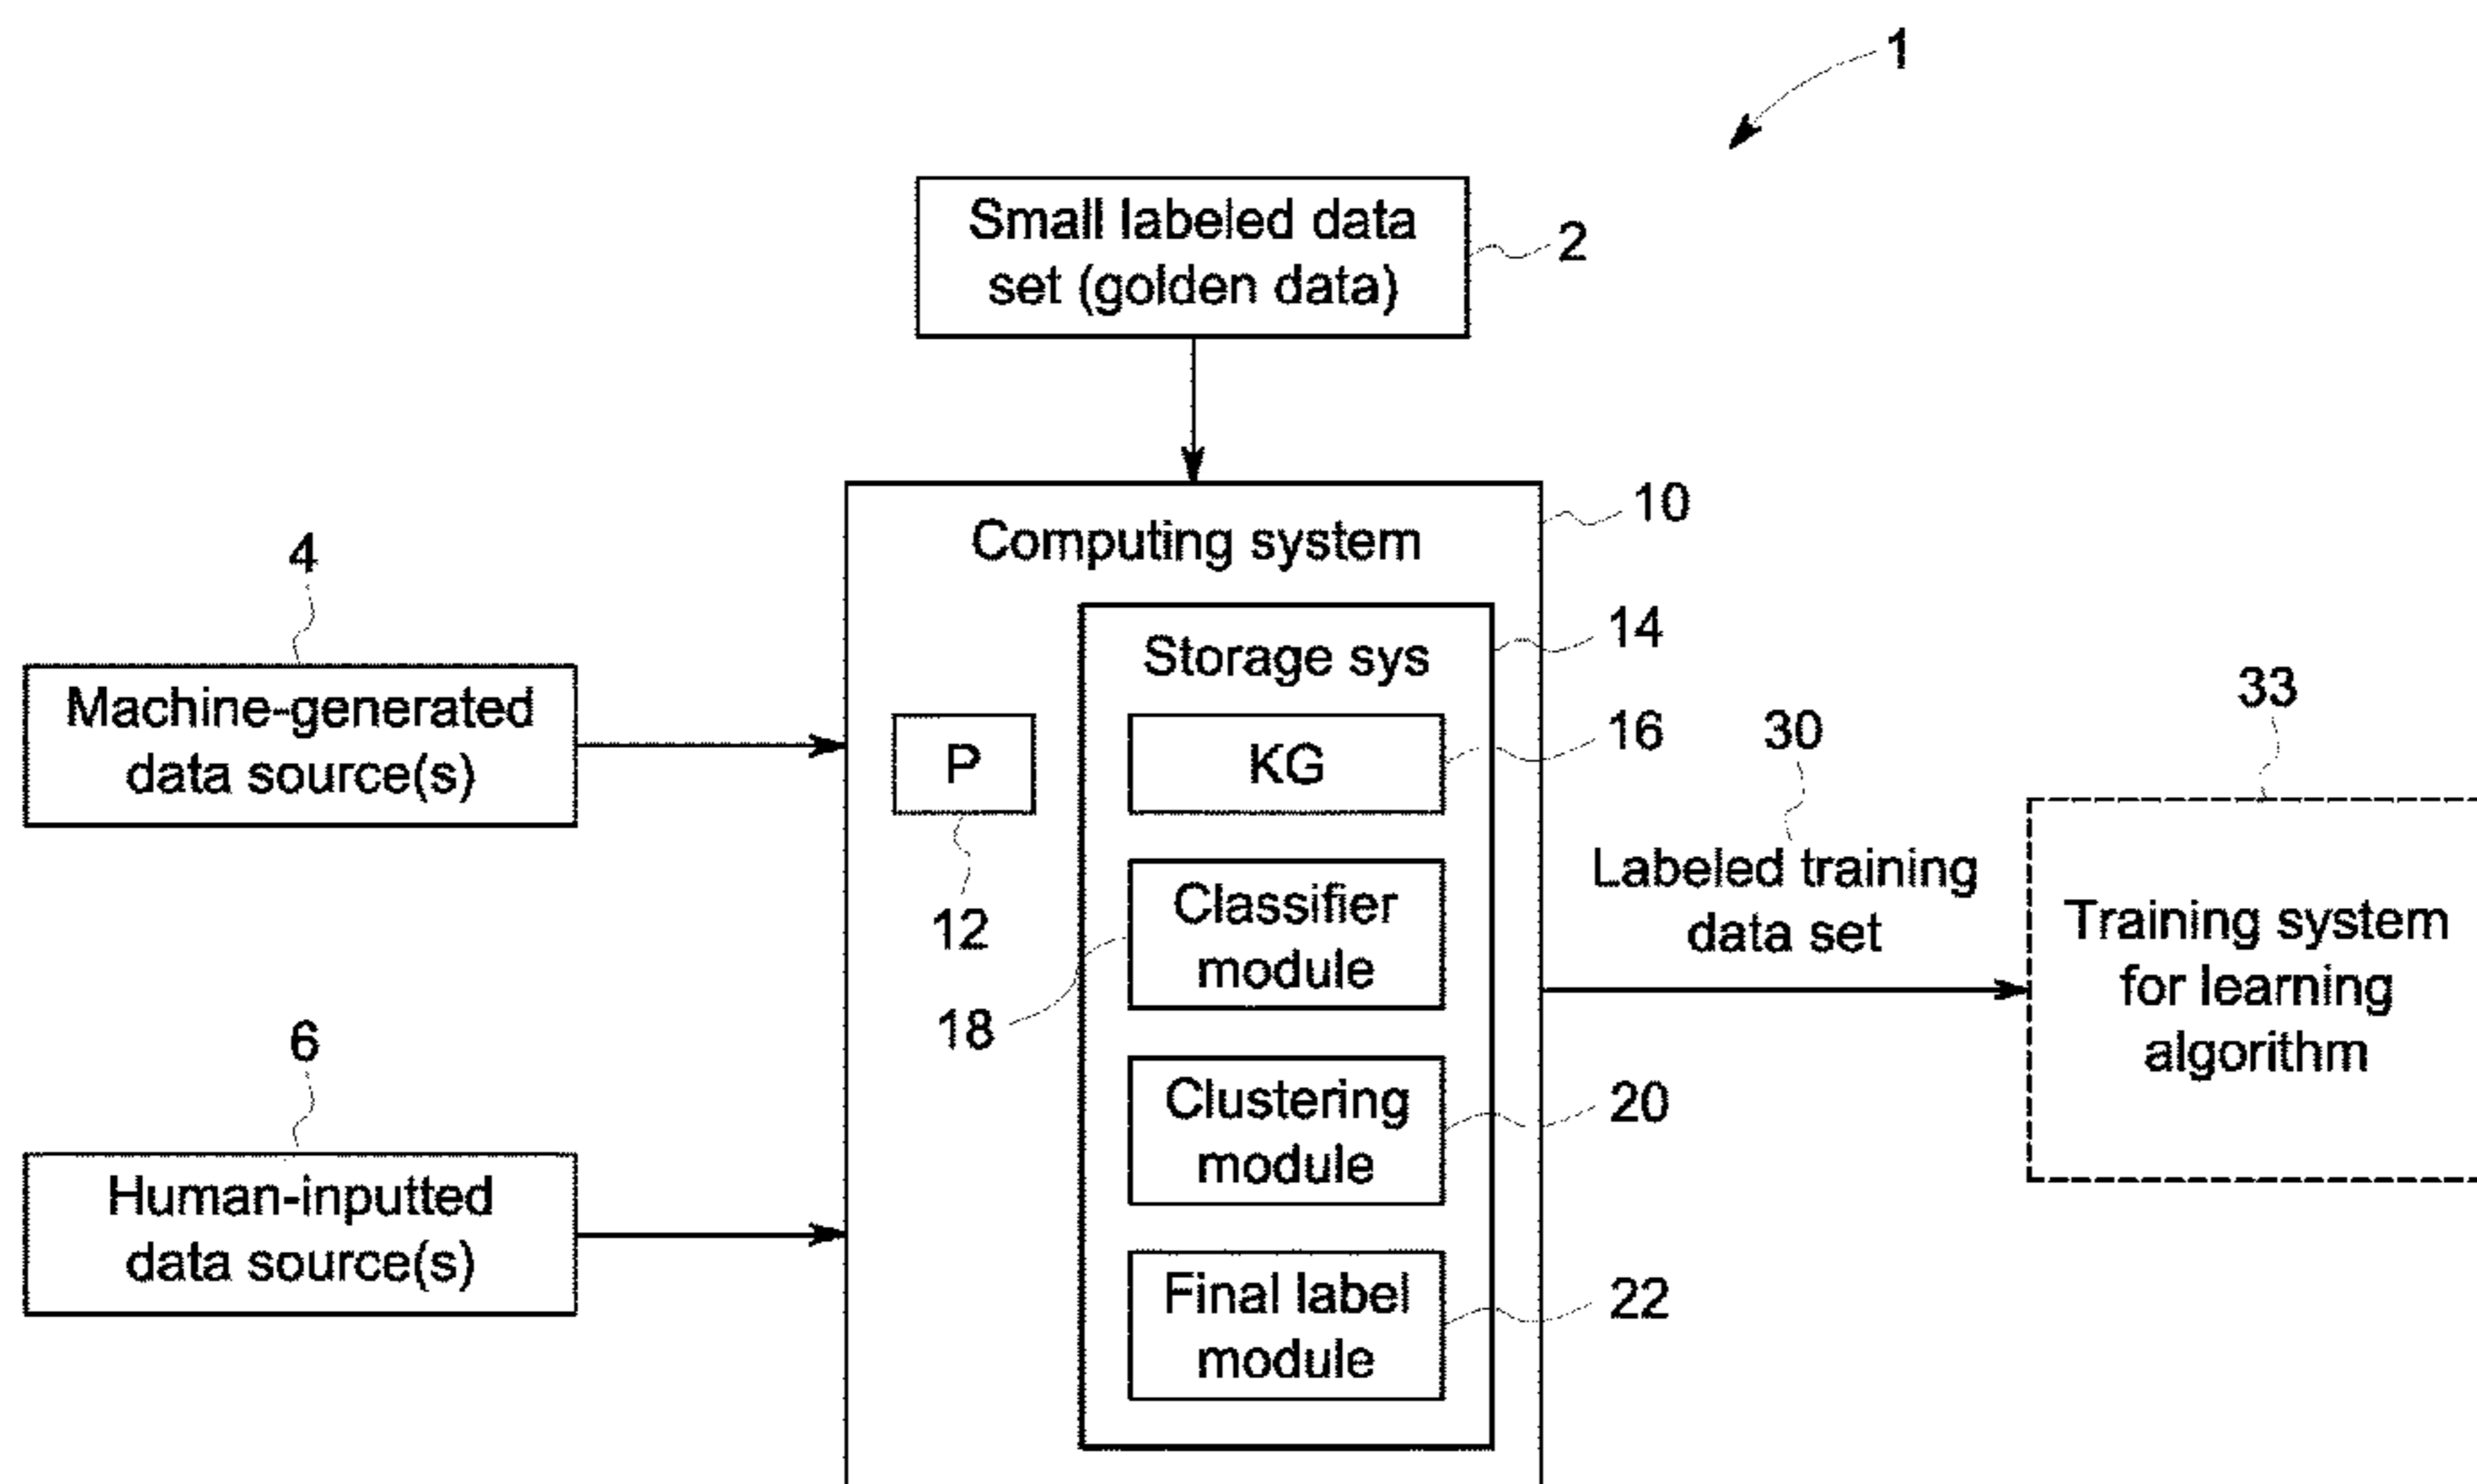 1
Small labeled data
set (golden data)
2
Computing system
10
4
Machine-generated
data source(s)
P
12
Storage sys
14
KG
16
Classifier
module
18
Clustering
module
20
Final label
module
22
6
Human-inputted
data source(s)
30
Labeled training
data set
33
Training system
for learning
algorithm